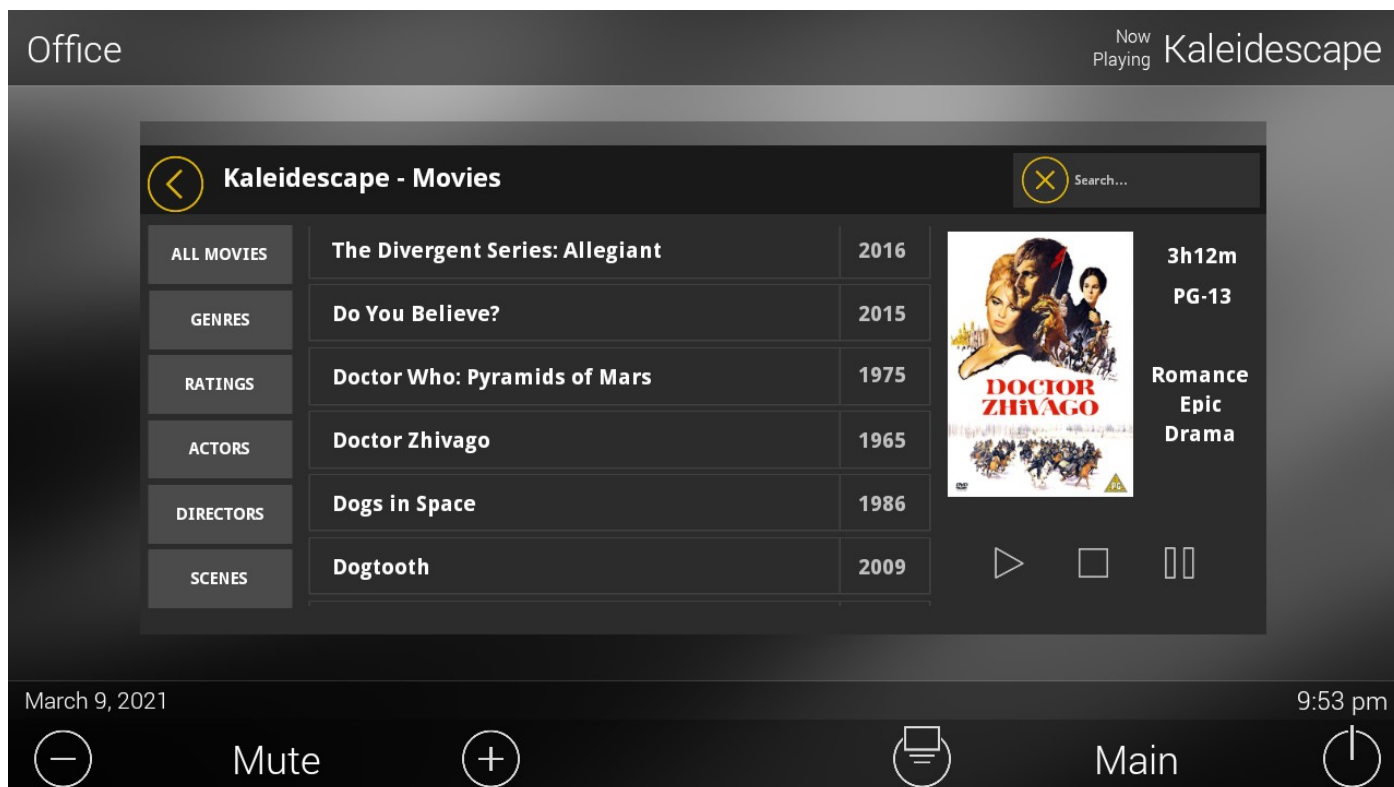 Office
Now
Playing
Kaleidescape
Kaleidescape - Movies
Search...
ALL MOVIES
GENRES
RATINGS
ACTORS
DIRECTORS
SCENES
The Divergent Series: Allegiant 2016
Do You Believe? 2015
Doctor Who: Pyramids of Mars 1975
Doctor Zhivago 1965
Dogs in Space 1986
Dogtooth 2009
DOCTOR
ZHiVAGO
DVD
PG
3h12m
PG-13
Romance
Epic
Drama
March 9, 2021
9:53 pm
Mute
Main